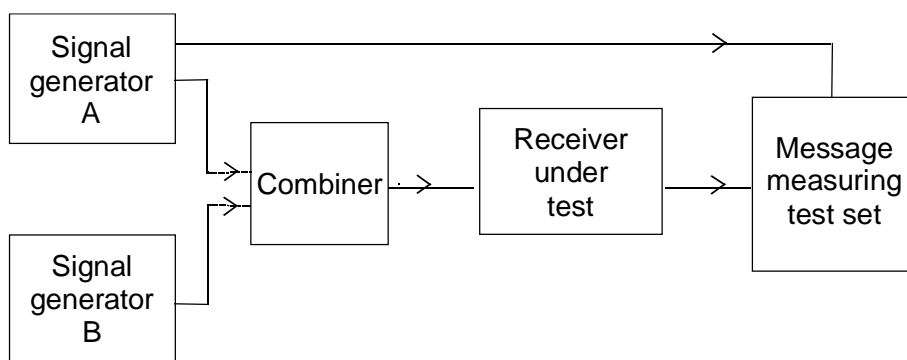 Signal
generator
A
Combiner
Receiver
under
test
Message
measuring
test set
Signal
generator
B